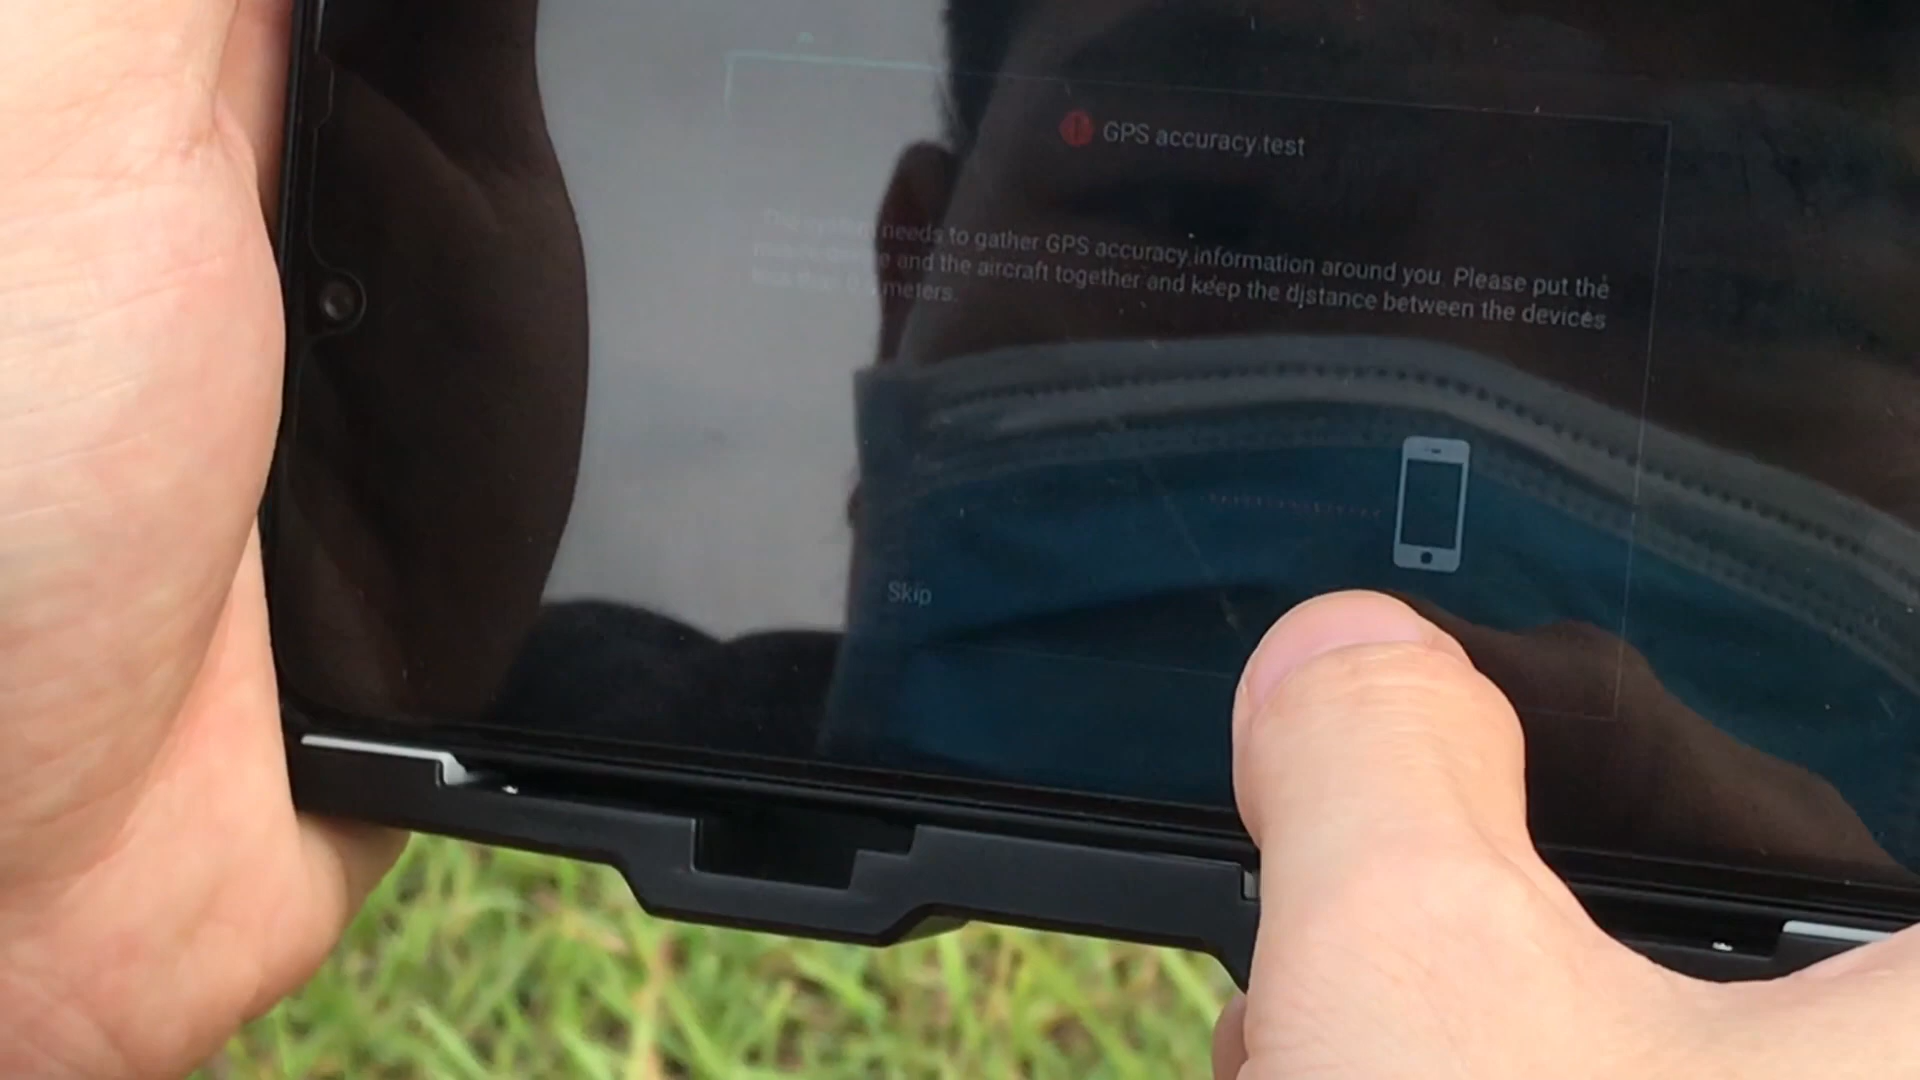 GPS accuracy test
needs to gather GPS accuracy information around you. Please put the
and the aircraft together and keep the distance between the devices
meters.
Skip